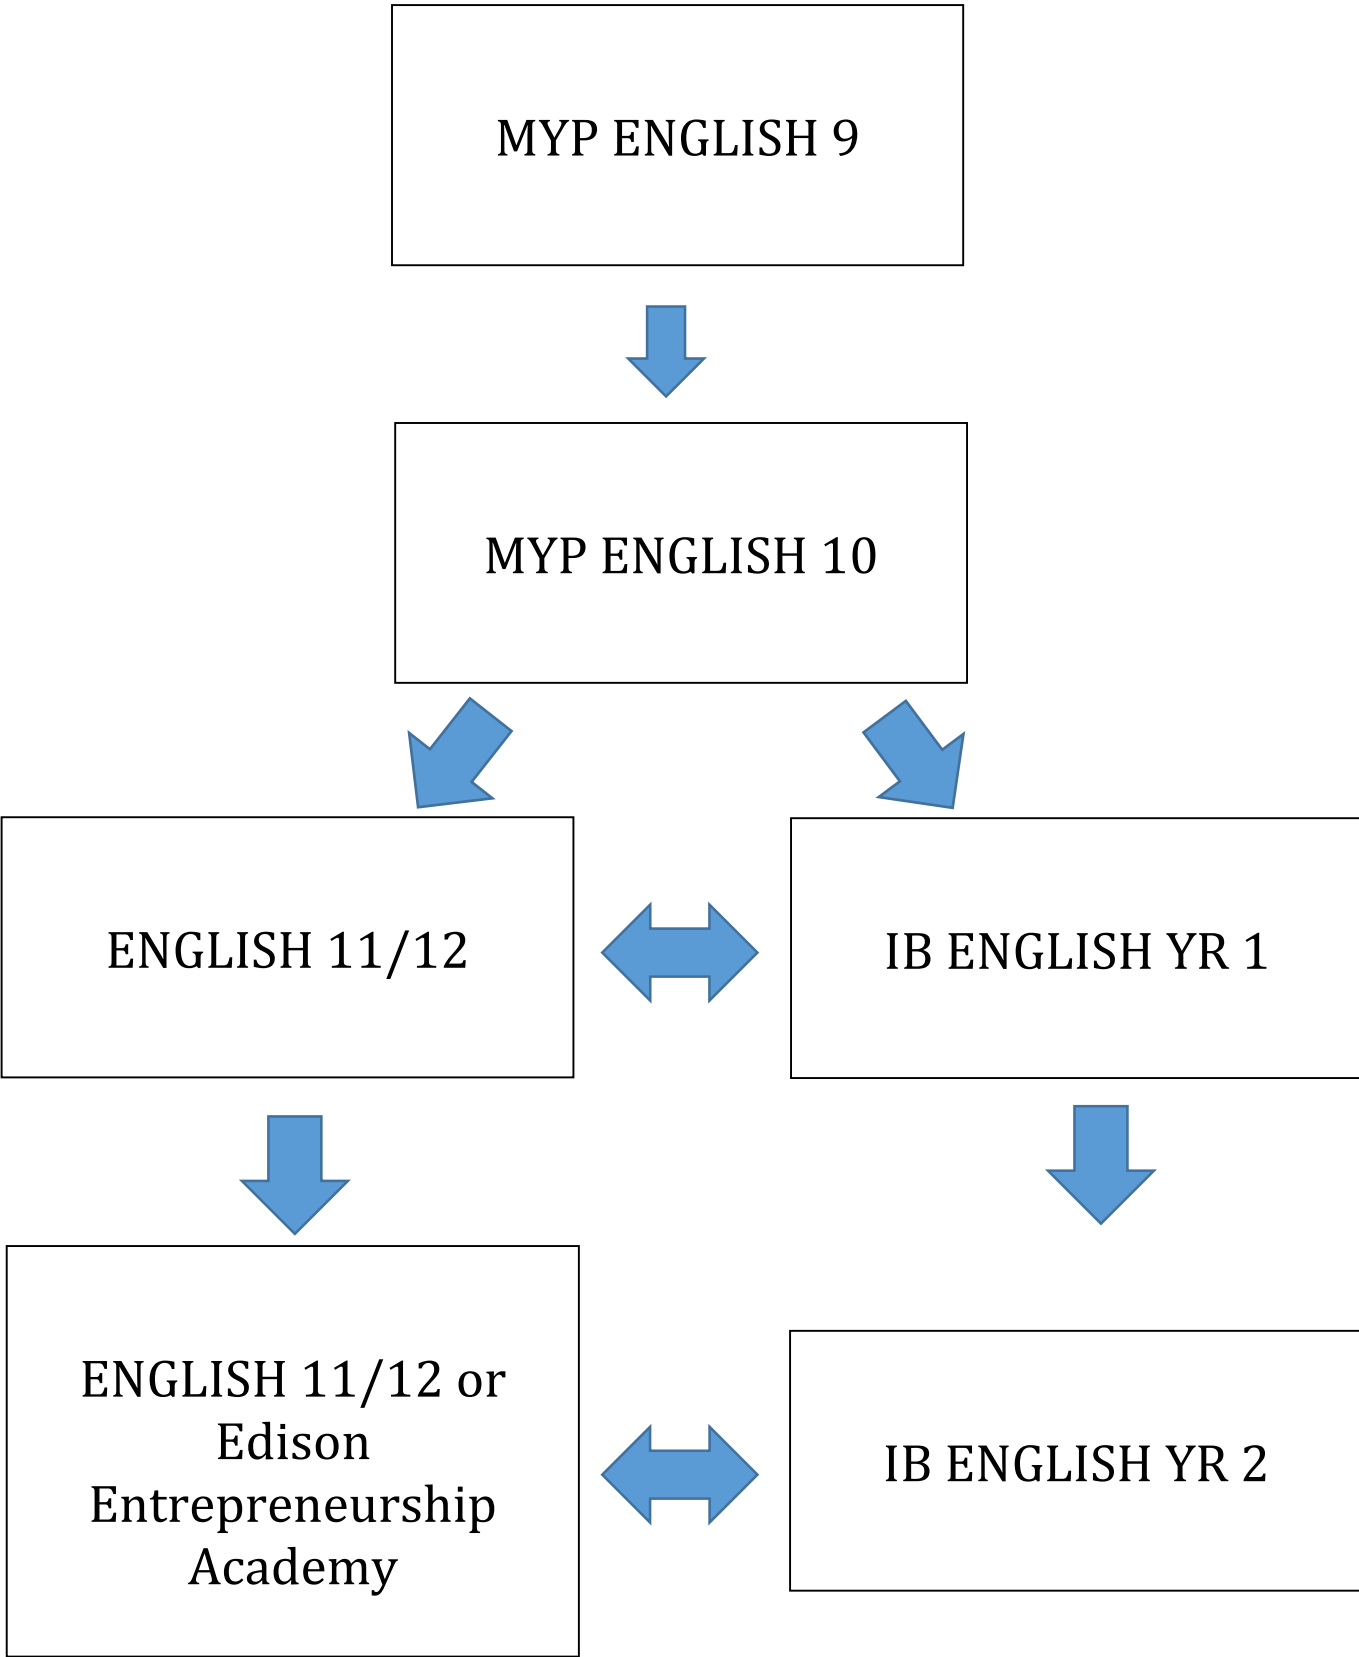 MYP ENGLISH 9
MYP ENGLISH 10
ENGLISH 11/12
IB ENGLISH YR 1
ENGLISH 11/12 or
Edison
Entrepreneurship
Academy
IB ENGLISH YR 2